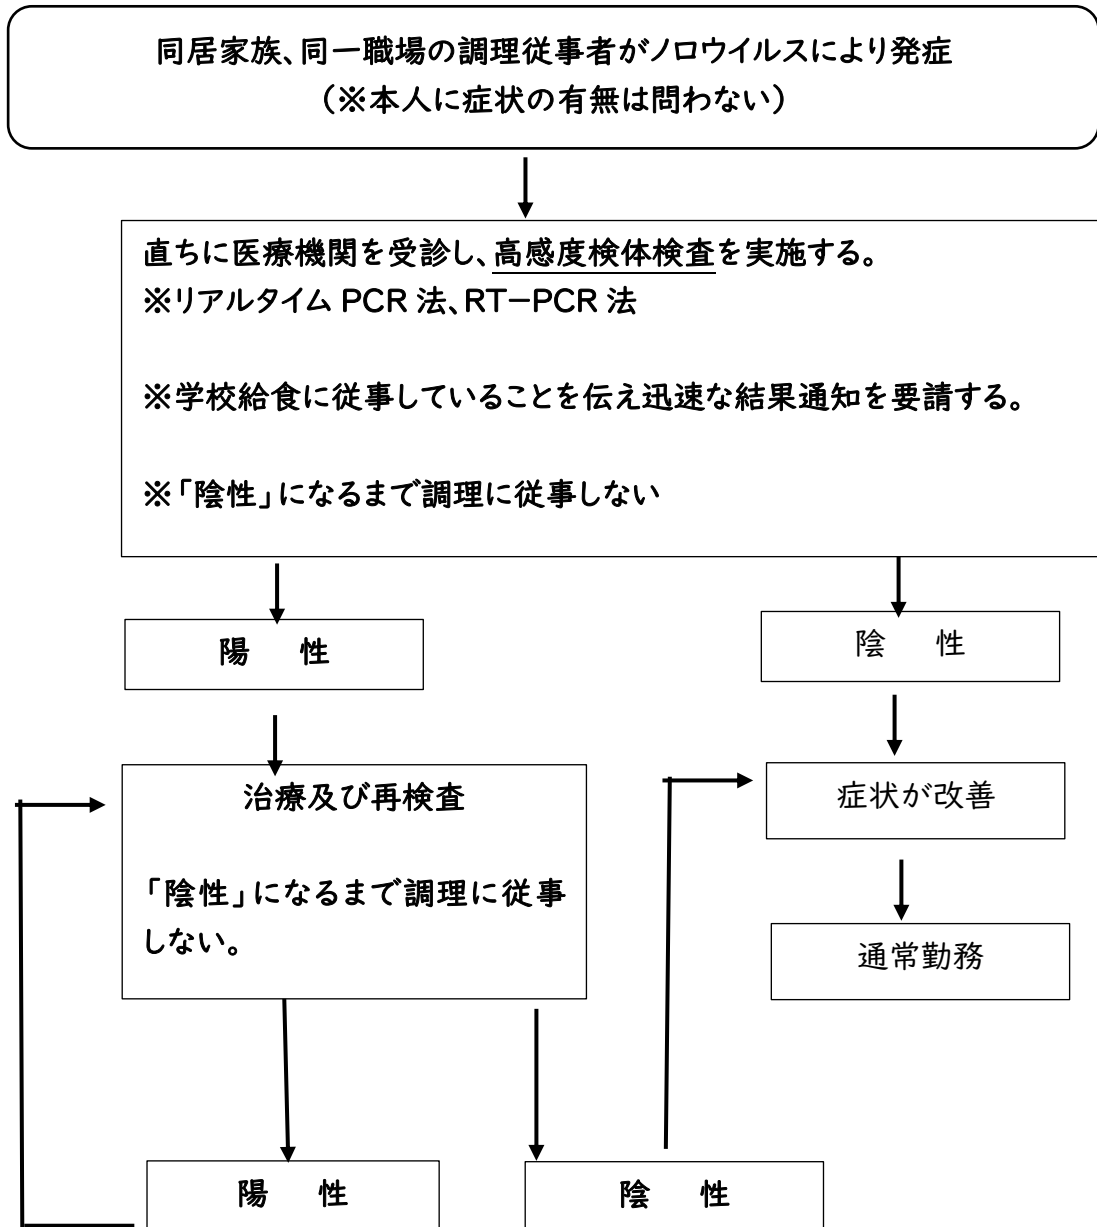 同居家族、同一職場の調理従事者がノロウイルスにより発症
（※本人に症状の有無は問わない）
直ちに医療機関を受診し、高感度検体検査を実施する。
※リアルタイム PCR 法、RT－PCR 法
※学校給食に従事していることを伝え迅速な結果通知を要請する。
※「陰性」になるまで調理に従事しない
陽　性
陰　性
治療及び再検査
「陰性」になるまで調理に従事
しない。
症状が改善
通常勤務
陽　性
陰　性